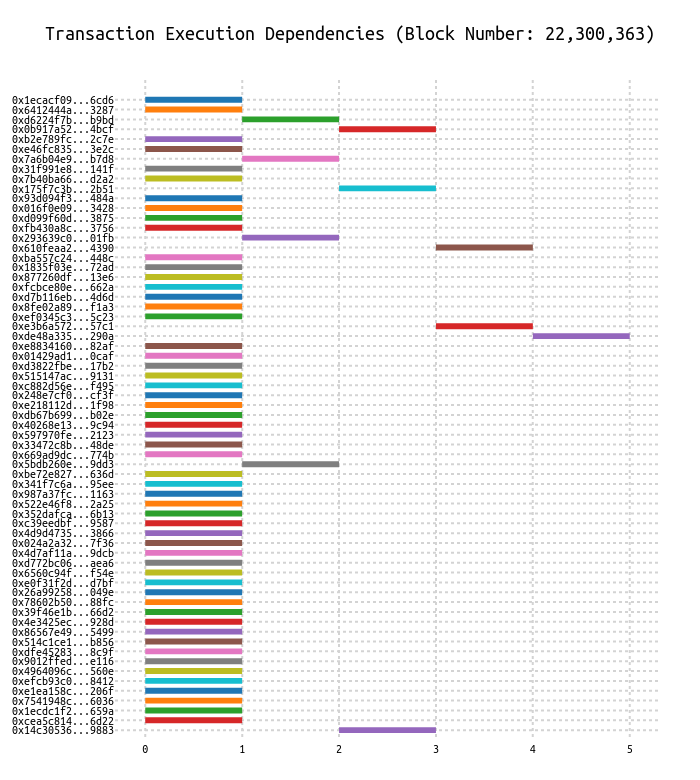 Transaction Execution Dependencies (Block Number: 22,300,363)
0x1ecacf09...6cd6
0x6412444a...3287
0xd6224f7b...b9bd
0x0b917a52...4bcf
0xb2e789fc...2c7e
0xe46fc835...3e2c
0x7a6b04e9...b7d8
0x31f991e8...141f
0x7b40ba66...d2a2
0x175f7c3b...2b51
0x93d094f3...484a
0x016f0e09...3428
0xd099f60d...3875
0xfb430a8c...3756
0x293639c0...01fb
0x610feaa2...4390
0xba557c24...448c
0x1835f03e...72ad
0x877260df...13e6
0xfcbce80e...662a
0xd7b116eb...4d6d
0x8fe02a89...f1a3
0xef0345c3...5c23
0xe3b6a572...57c1
0xde48a335...290a
0xe8834160...82af
0x01429ad1...0caf
0xd3822fbe...17b2
0x515147ac...9131
0xc882d56e...f495
0x248e7cf0...cf3f
0xe218112d...1f98
0xdb67b699...b02e
0x40268e13...9c94
0x597970fe...2123
0x33472c8b...48de
0x669ad9dc...774b
0x5bdb260e...9dd3
0xbe72e827...636d
0x341f7c6a...95ee
0x987a37fc...1163
0x522e46f8...2a25
0x352dafca...6b13
0xc39eedbf...9587
0x4d9d4735...3866
0x024a2a32...7f36
0x4d7af11a...9dcb
0xd772bc06...aea6
0x6560c94f...f54e
0xe0f31f2d...d7bf
0x26a99258...049e
0x78602b50...88fc
0x39f46e1b...66d2
0x4e3425ec...928d
0x86567e49...5499
0x514c1ce1...b856
0xdfe45283...8c9f
0x9012ffed...e116
0x4964096c...560e
0xefcb93c0...8412
0xe1ea158c...206f
0x7541948c...6036
0x1ecdc1f2...659a
0xcea5c814...6d22
0x14c30536...9883
0 1 2 3 4 5